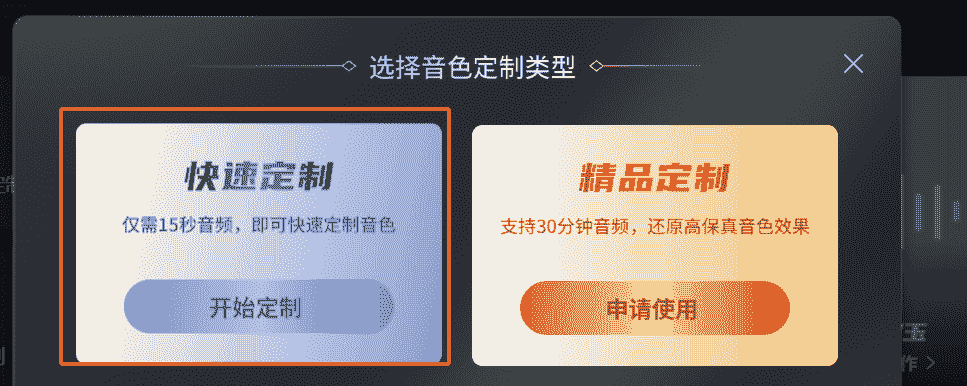 选择音色定制类型
快速定制
仅需15秒音频，即可快速定制音色
开始定制
精品定制
支持30分钟音频，还原高保真音色效果
申请使用
玉
作 >